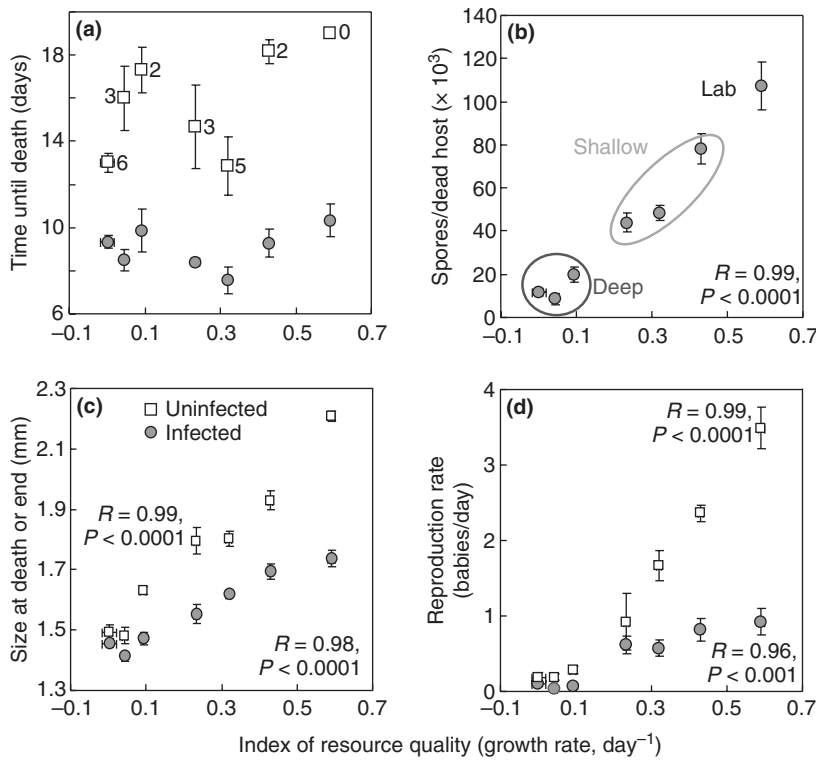 (a)
Time until death (days)
18
14
10
6
6
3
2
3
5
2
0
–0.1
0.1
0.3
0.5
0.7
(b)
Spores/dead host (× 10³)
140
120
100
80
60
40
20
0
Lab
Shallow
Deep
R = 0.99,
P < 0.0001
–0.1
0.1
0.3
0.5
0.7
(c)
Uninfected
Infected
Size at death or end (mm)
2.3
2.1
1.9
1.7
1.5
1.3
R = 0.99,
P < 0.0001
R = 0.98,
P < 0.0001
–0.1
0.1
0.3
0.5
0.7
(d)
Reproduction rate
(babies/day)
4
3
2
1
0
R = 0.99,
P < 0.0001
R = 0.96,
P < 0.001
–0.1
0.1
0.3
0.5
0.7
Index of resource quality (growth rate, day⁻¹)